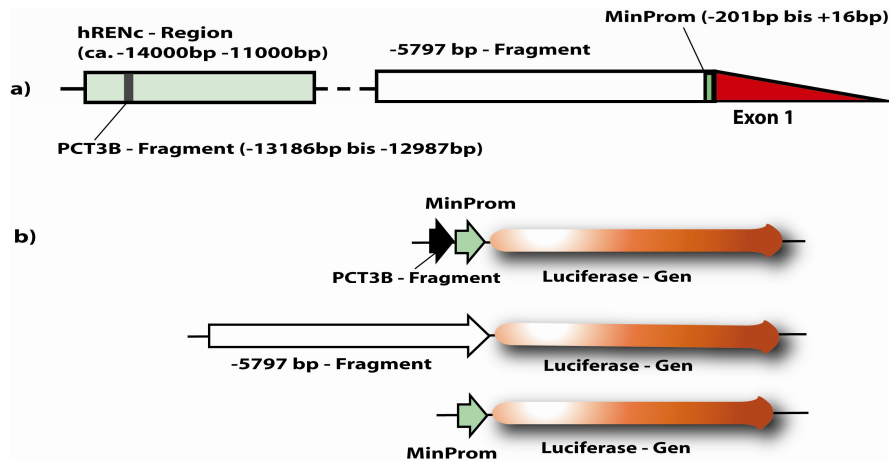 MinProm (-201bp bis +16bp)
hRENc - Region
(ca. -14000bp -11000bp)
-5797 bp - Fragment
a)
Exon 1
PCT3B - Fragment (-13186bp bis -12987bp)
b)
MinProm
PCT3B - Fragment
Luciferase - Gen
-5797 bp - Fragment
Luciferase - Gen
MinProm
Luciferase - Gen